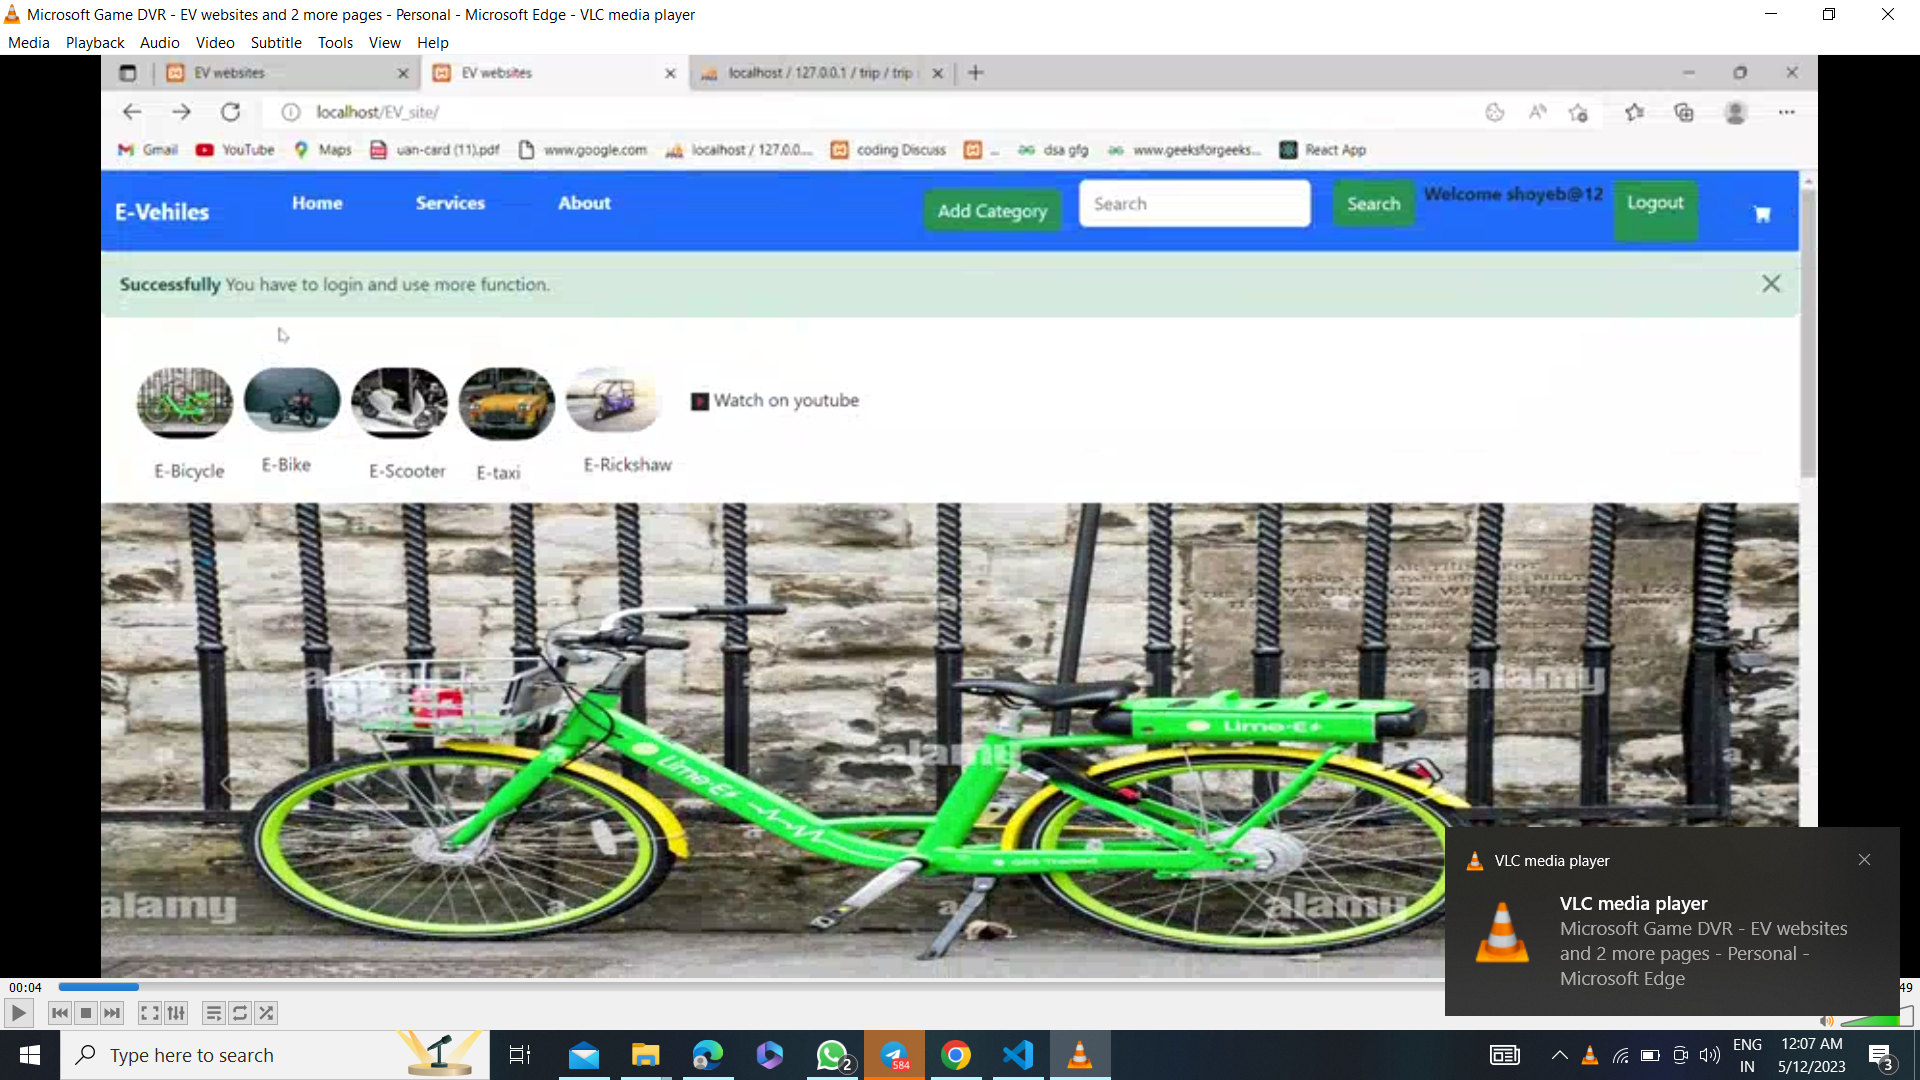 Microsoft Game DVR - EV websites and 2 more pages - Personal - Microsoft Edge - VLC media player
Media Playback Audio Video Subtitle Tools View Help
EV websites EV websites localhost / 127.0.0.1 / trip / trip
localhost/EV_site/
Gmail YouTube Maps uan-card (11).pdf www.google.com localhost / 127.0.0.... coding Discuss ... dsa gfg www.geeksforgeeks... React App
E-Vehiles Home Services About Add Category Search Search Welcome shoyeb@12 Logout
Successfully You have to login and use more function.
Watch on youtube
E-Bicycle E-Bike E-Scooter E-taxi E-Rickshaw
alamy
alamy
Lime-E+
alamy
Lime-E+
alamy
alamy
VLC media player
VLC media player
Microsoft Game DVR - EV websites
and 2 more pages - Personal -
Microsoft Edge
00:04
49
Type here to search
2
584
ENG
IN
12:07 AM
5/12/2023
3